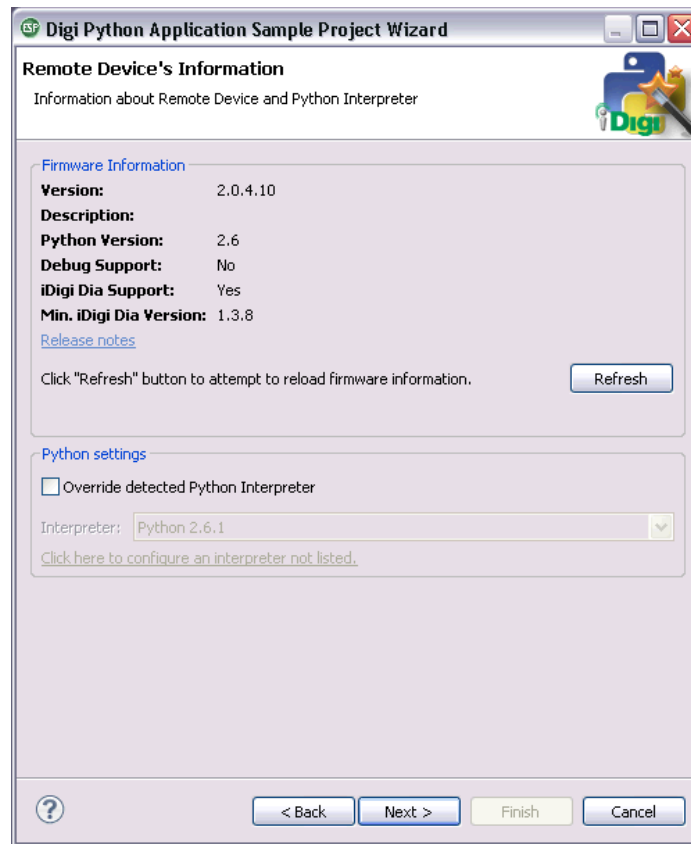 ESP Digi Python Application Sample Project Wizard
Remote Device's Information
Information about Remote Device and Python Interpreter
iDigi
Firmware Information
Version: 2.0.4.10
Description:
Python Version: 2.6
Debug Support: No
iDigi Dia Support: Yes
Min. iDigi Dia Version: 1.3.8
Release notes
Click "Refresh" button to attempt to reload firmware information. Refresh
Python settings
Override detected Python Interpreter
Interpreter: Python 2.6.1
Click here to configure an interpreter not listed.
? < Back Next > Finish Cancel